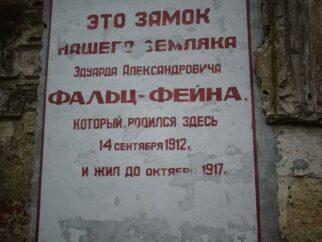 ЭТО ЗАМОК
НАШЕГО ЗЕМЛЯКА
ЭДУАРДА АЛЕКСАНДРОВИЧА
ФАЛЬЦ-ФЕЙНА,
КОТОРЫЙ РОДИЛСЯ ЗДЕСЬ
14 СЕНТЯБРЯ 1912г.
И ЖИЛ ДО ОКТЯБРЯ 1917г.